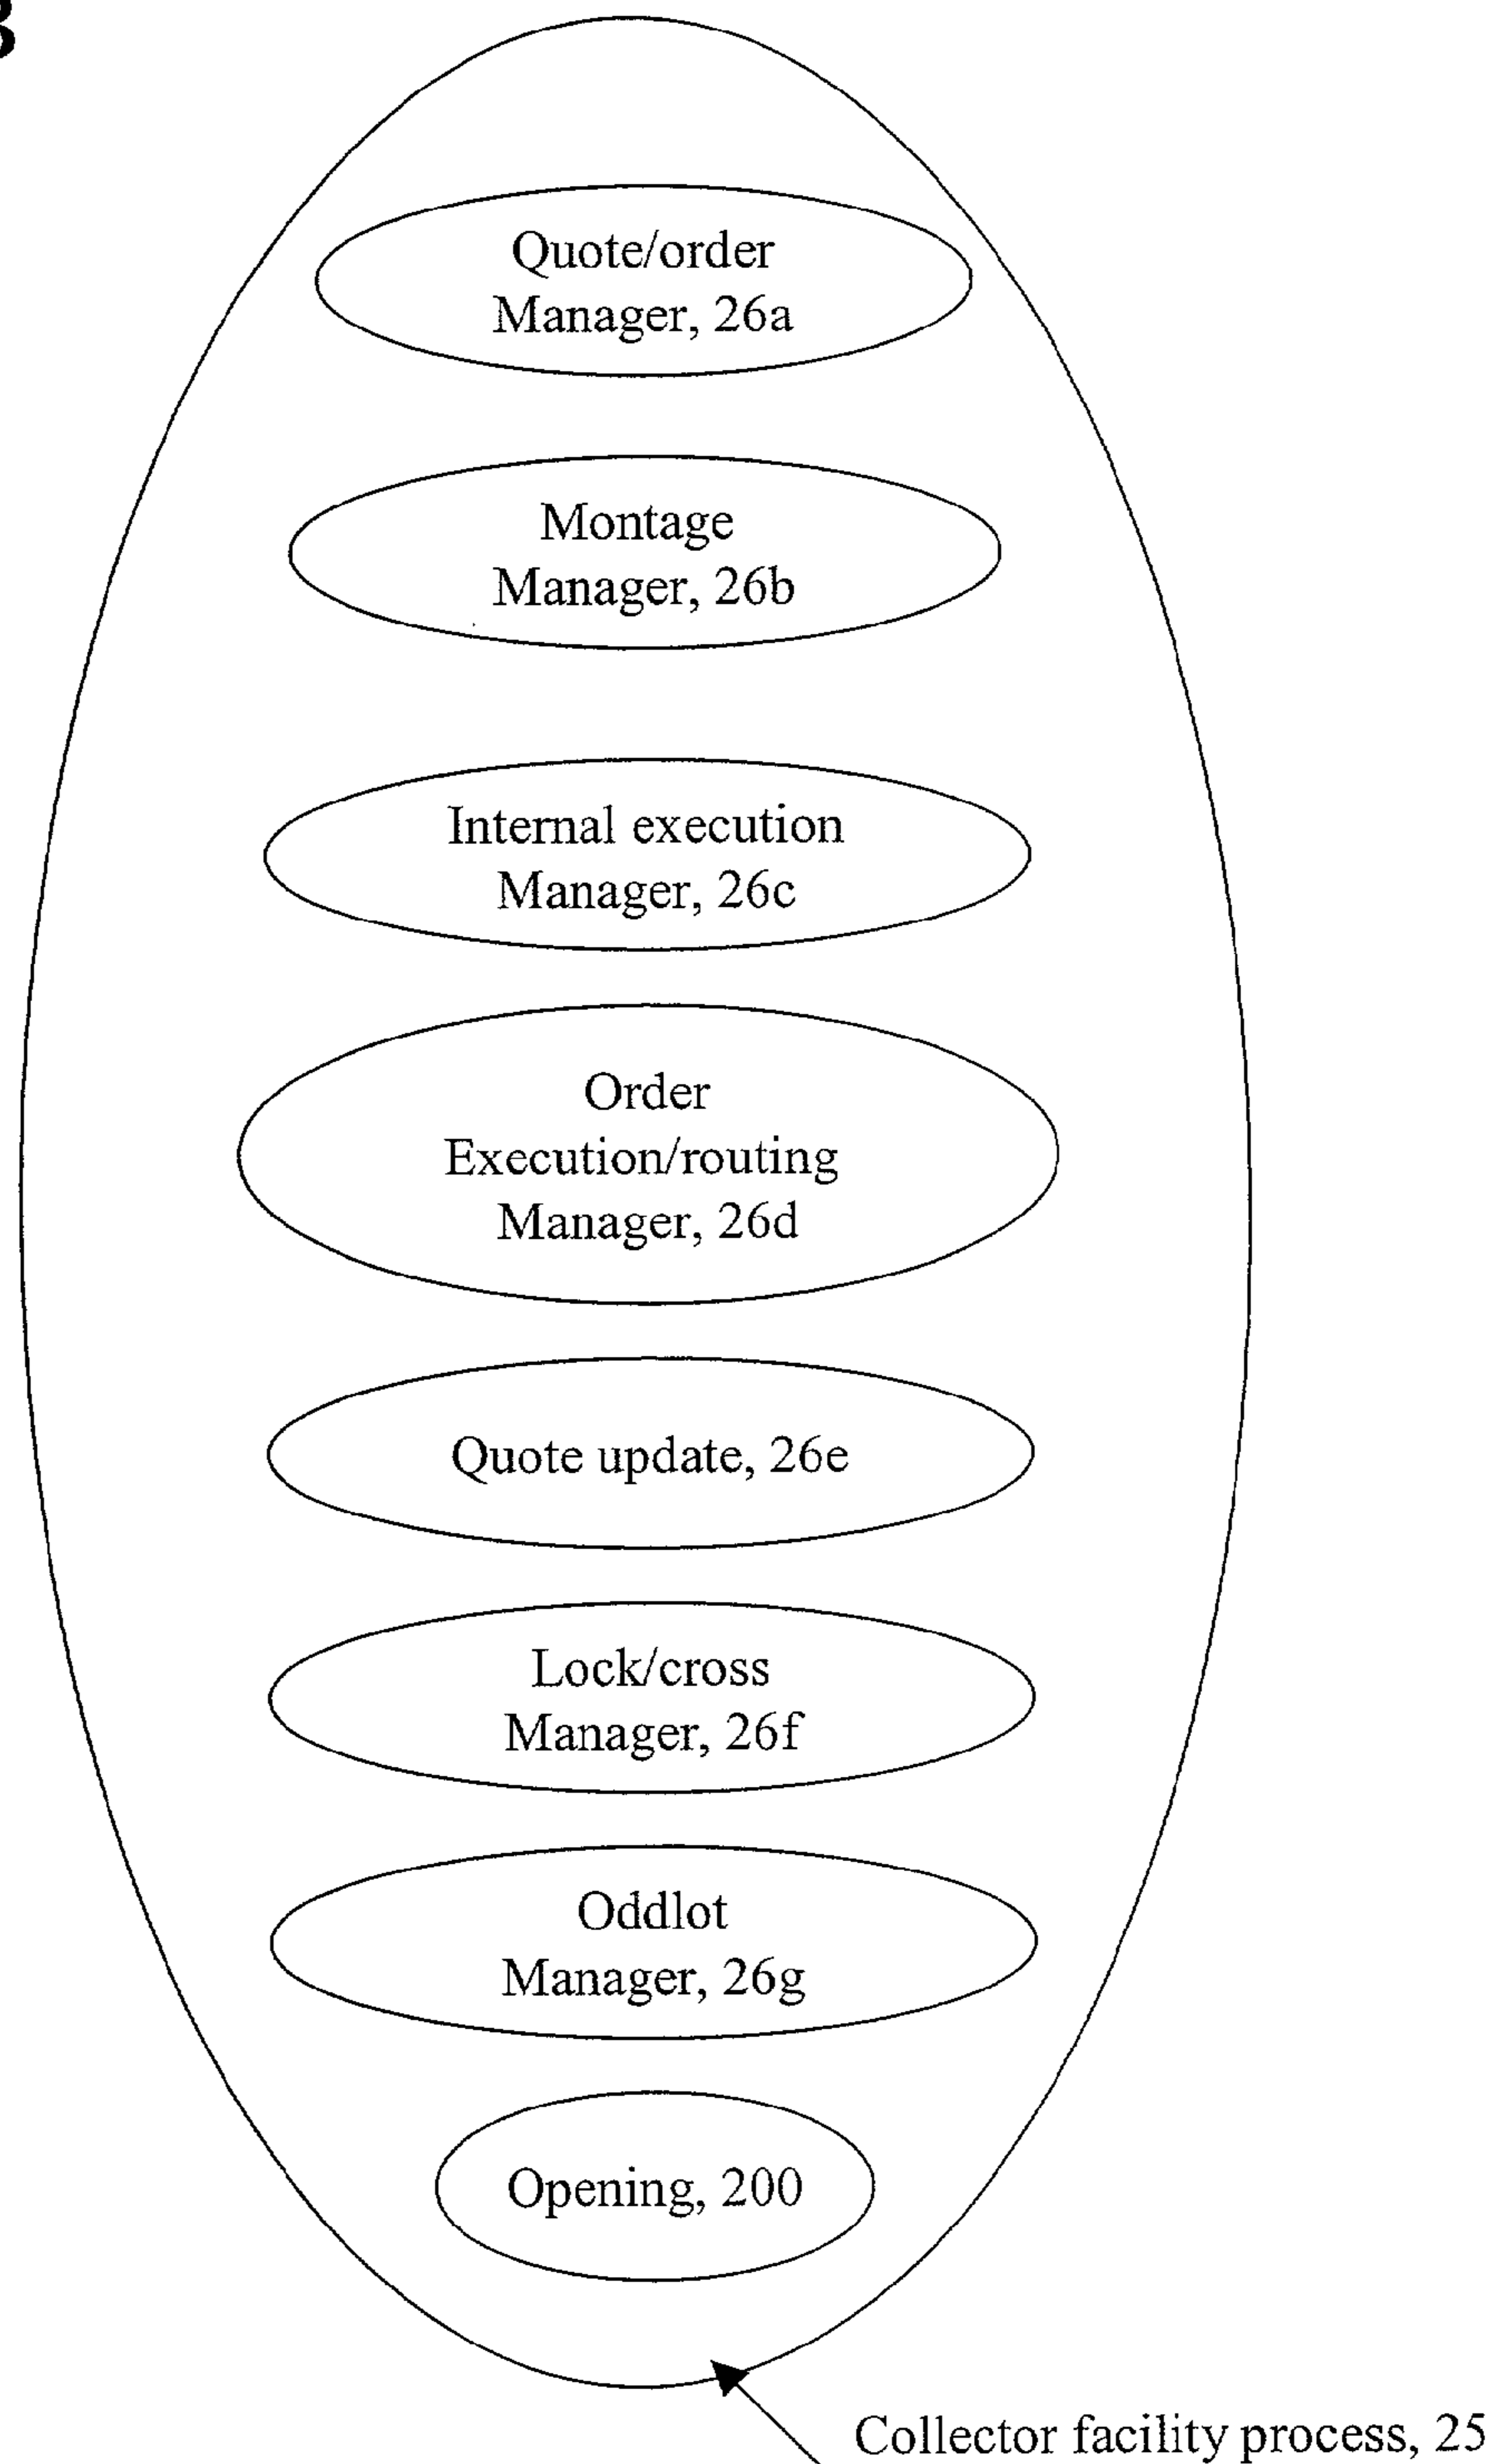 Quote/order
Manager, 26a
Montage
Manager, 26b
Internal execution
Manager, 26c
Order
Execution/routing
Manager, 26d
Quote update, 26e
Lock/cross
Manager, 26f
Oddlot
Manager, 26g
Opening, 200
Collector facility process, 25